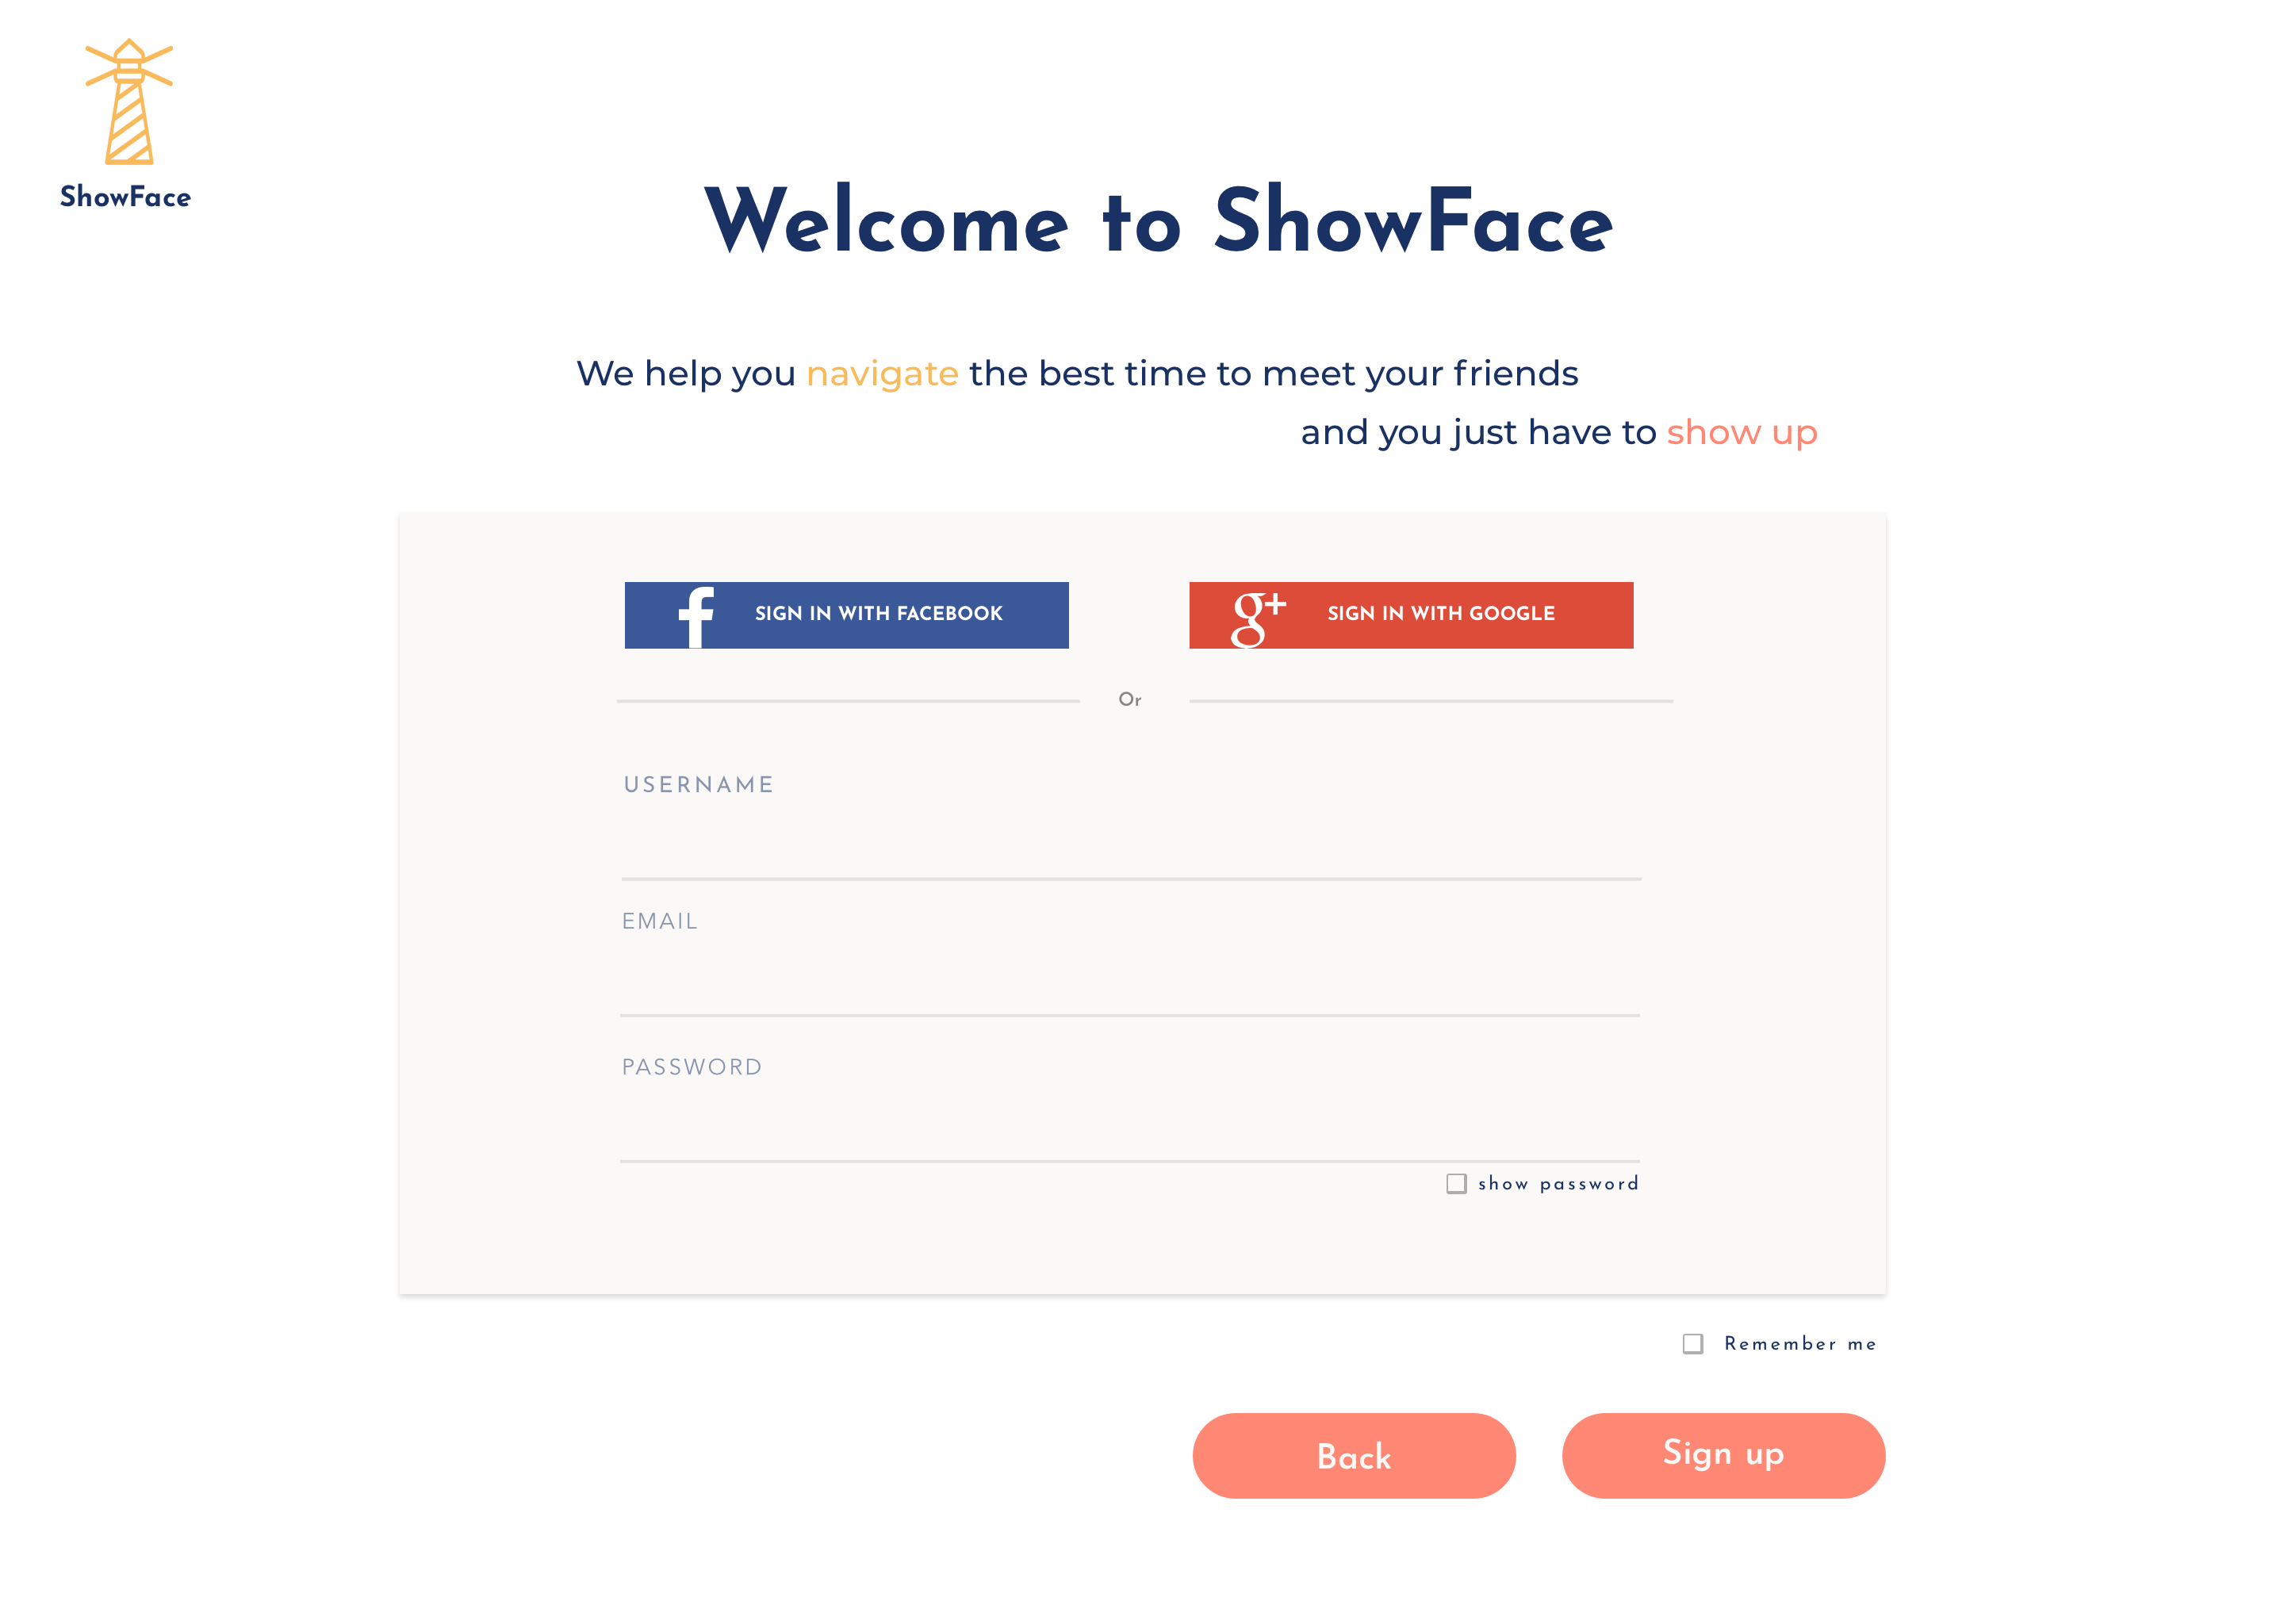 ShowFace
Welcome to ShowFace
We help you navigate the best time to meet your friends
and you just have to show up
f SIGN IN WITH FACEBOOK
g+ SIGN IN WITH GOOGLE
Or
USERNAME
EMAIL
PASSWORD
show password
Remember me
Back
Sign up